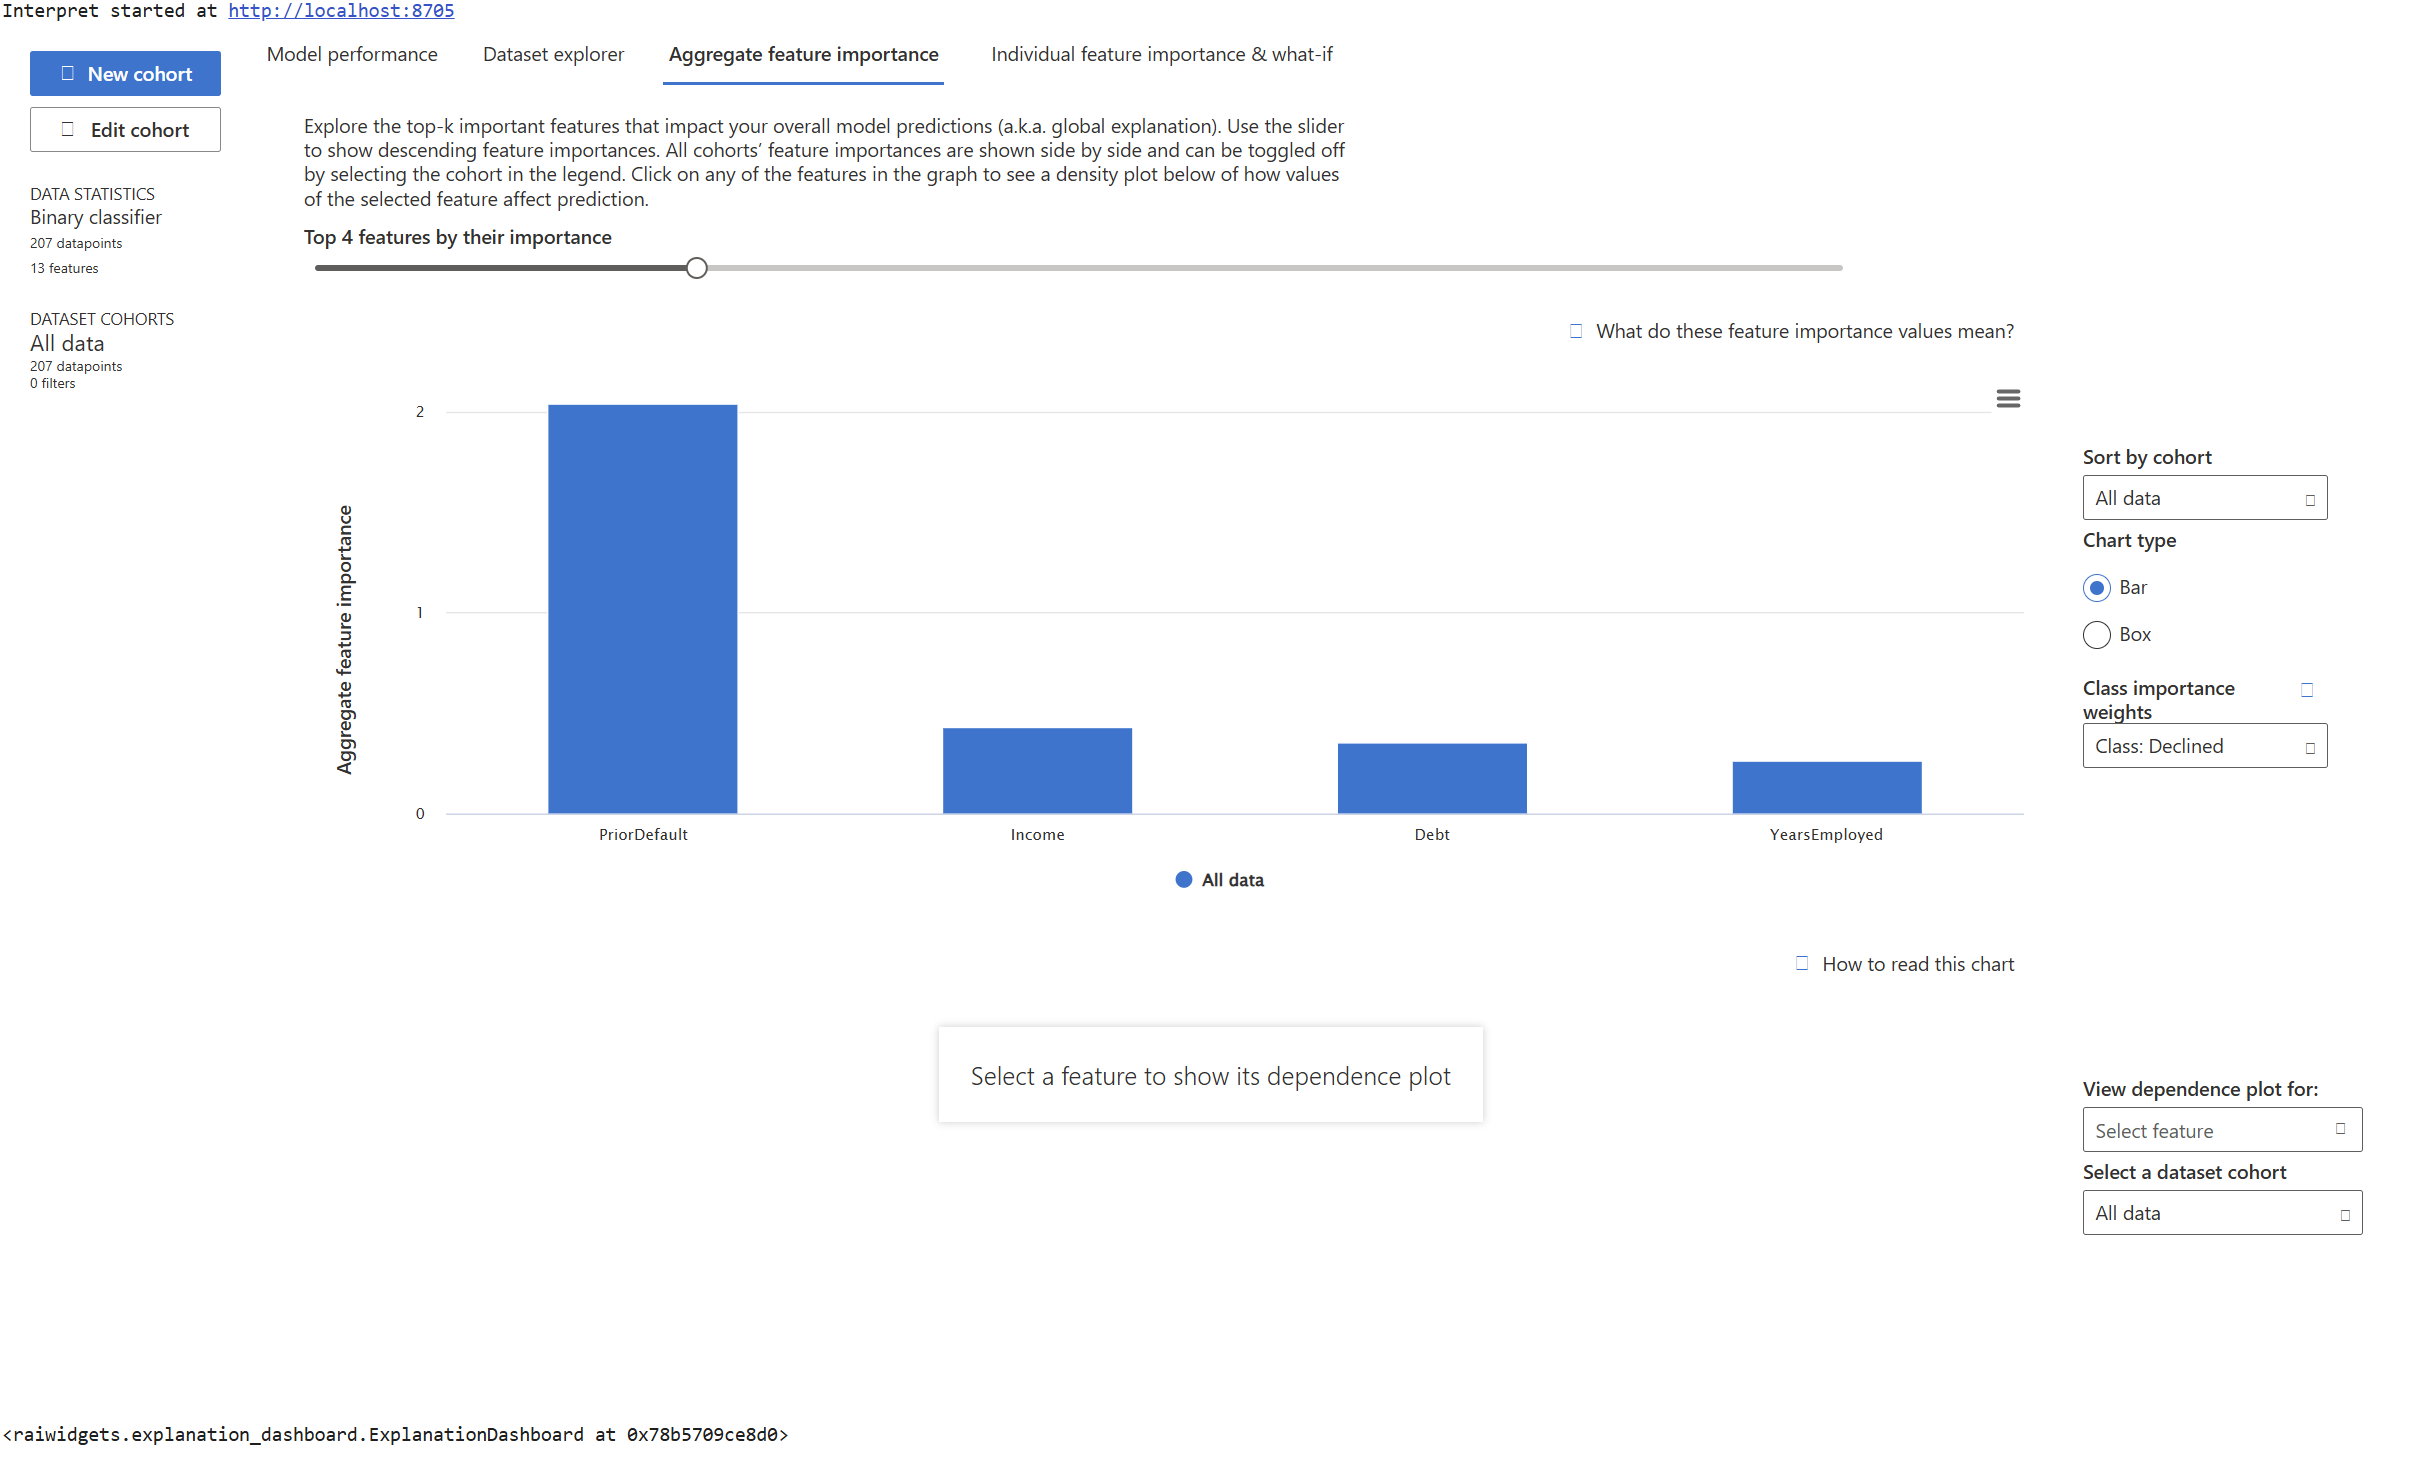 Interpret started at http://localhost:8705
New cohort
Edit cohort
DATA STATISTICS
Binary classifier
207 datapoints
13 features
DATASET COHORTS
All data
207 datapoints
0 filters
Model performance
Dataset explorer
Aggregate feature importance
Individual feature importance & what-if
Explore the top-k important features that impact your overall model predictions (a.k.a. global explanation). Use the slider
to show descending feature importances. All cohorts’ feature importances are shown side by side and can be toggled off
by selecting the cohort in the legend. Click on any of the features in the graph to see a density plot below of how values
of the selected feature affect prediction.
Top 4 features by their importance
What do these feature importance values mean?
Aggregate feature importance
2
1
0
PriorDefault
Income
Debt
YearsEmployed
All data
Sort by cohort
All data
Chart type
Bar
Box
Class importance
weights
Class: Declined
How to read this chart
Select a feature to show its dependence plot
View dependence plot for:
Select feature
Select a dataset cohort
All data
<raiwidgets.explanation_dashboard.ExplanationDashboard at 0x78b5709ce8d0>